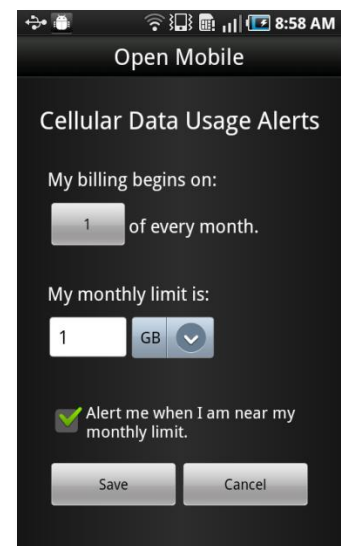 8:58 AM
Open Mobile
Cellular Data Usage Alerts
My billing begins on:
1 of every month.
My monthly limit is:
1 GB
Alert me when I am near my
monthly limit.
Save Cancel